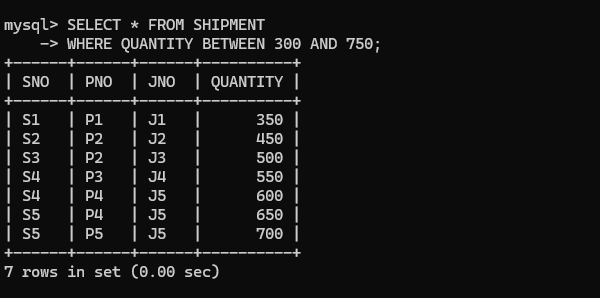 mysql> SELECT * FROM SHIPMENT
    -> WHERE QUANTITY BETWEEN 300 AND 750;
+------+------+------+----------+
| SNO  | PNO  | JNO  | QUANTITY |
+------+------+------+----------+
| S1   | P1   | J1   |      350 |
| S2   | P2   | J2   |      450 |
| S3   | P2   | J3   |      500 |
| S4   | P3   | J4   |      550 |
| S4   | P4   | J5   |      600 |
| S5   | P4   | J5   |      650 |
| S5   | P5   | J5   |      700 |
+------+------+------+----------+
7 rows in set (0.00 sec)